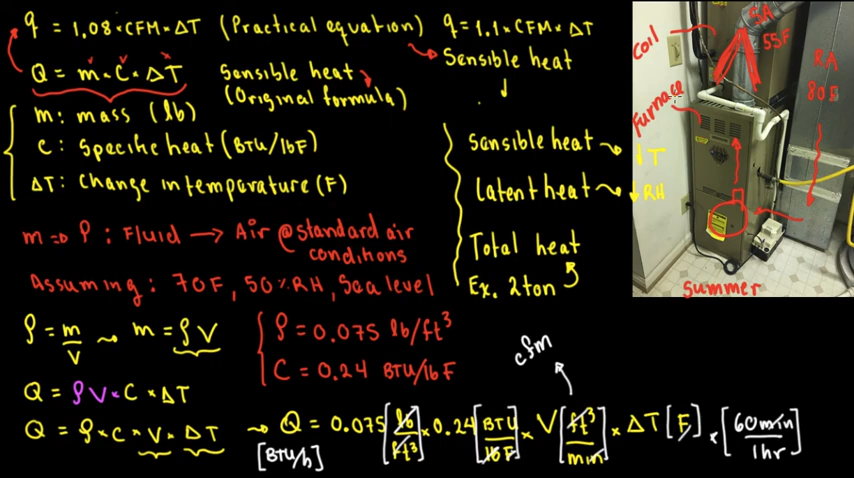 q = 1.08 × CFM × ΔT (Practical equation)
q = 1.1 × CFM × ΔT
Sensible heat
Q = m × C × ΔT Sensible heat
(Original formula)
m: mass (lb)
C: Specific heat (BTU/lbF)
ΔT: Change in temperature (F)
Sensible heat ↓T
Latent heat ↓RH
Total heat
Ex. 2ton
m => ρ: Fluid → Air @ standard air
conditions
Assuming: 70F, 50%RH, Sea level
ρ = m/V m = ρV
ρ = 0.075 lb/ft³
C = 0.24 BTU/lbF
Q = ρV × C × ΔT
cfm
Q = ρ × C × V × ΔT → Q = 0.075 [lb/ft³] × 0.24 [BTU/lbF] × V [ft³/min] × ΔT [F] × [60min/1hr]
[BTU/h]
SA
55F
Coil
RA
80F
Furnace
Summer